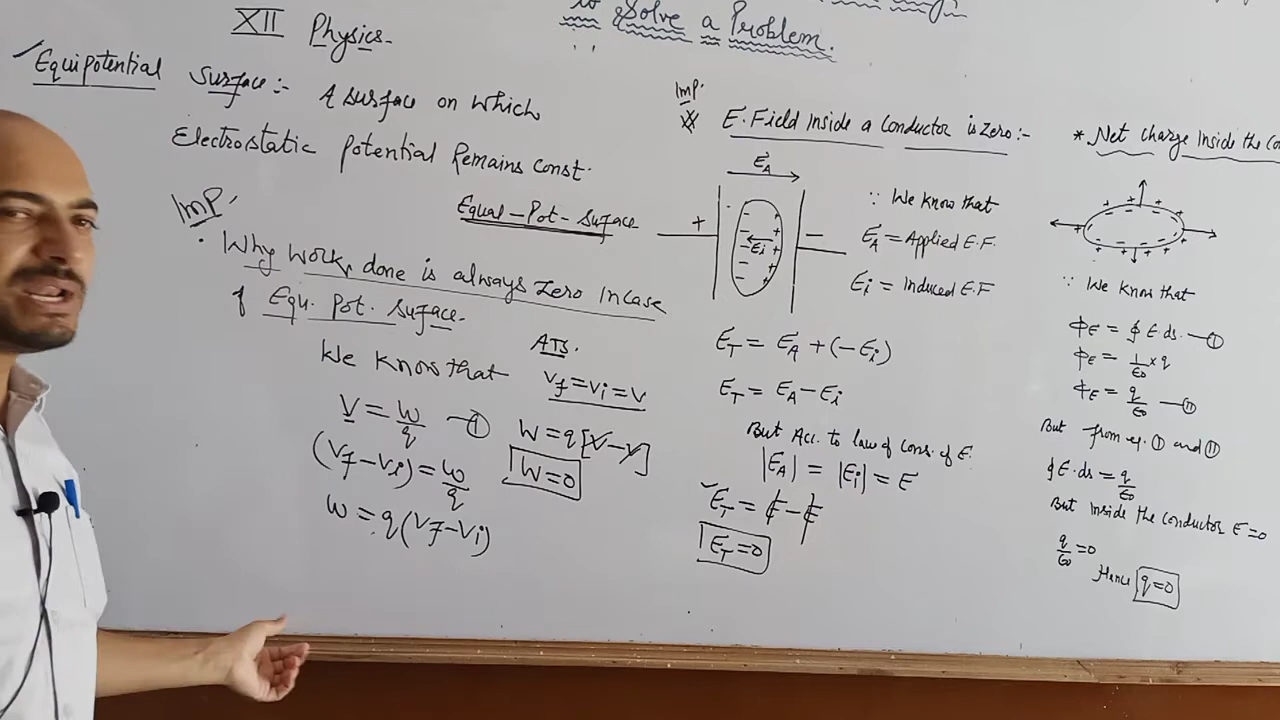 to Solve a Problem.
XII Physics.
Equipotential Surface:- A surface on which
Electrostatic Potential Remains Const.
Equal-Pot-Surface
Imp.
. Why work done is always zero Incase
of Equ. Pot. Surface.
We know that
V = W/q —①
(Vf-Vi) = W/q
W = q(Vf-Vi)
ATS.
Vf=Vi=V
W=q[V-V]
W=0
Imp.
E. Field Inside a Conductor is Zero:-
EA
+ −
Ei
∵ We know that
EA = Applied E.F.
Ei = Induced E.F
ET = EA + (-Ei)
ET = EA - Ei
But Acc. to law of cons. of E.
|EA| = |Ei| = E
ET = E - E
ET = 0
* Net charge Inside the Co
∵ We know that
ΦE = ∮ E.ds —①
ΦE = 1/ε0 × q
ΦE = q/ε0 —②
But from eq. ① and ②
∮E.ds = q/ε0
But inside the Conductor E=0
q/ε0 = 0
Hence q=0